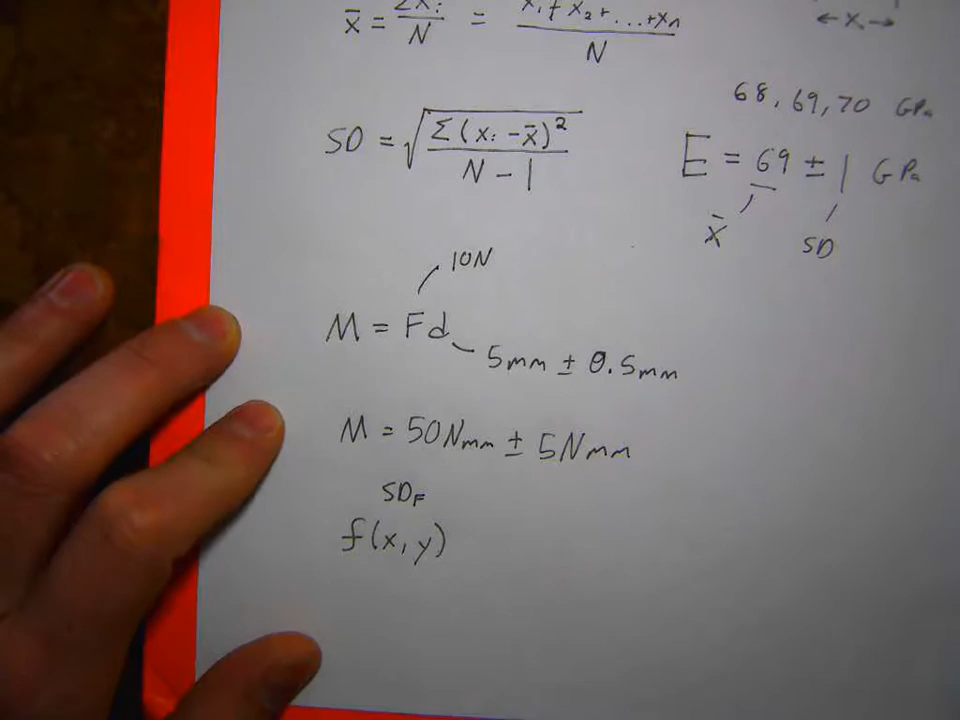 x̄ = Σxᵢ/N = x₁+x₂+...+xₙ/N
←x→
68, 69, 70 GPa
SD = √(Σ(xᵢ-x̄)²/N-1)
E = 69 ± 1 GPa
x̄ SD
10N
M = Fd
5mm ± 0.5mm
M = 50Nmm ± 5Nmm
SD_F
f(x,y)